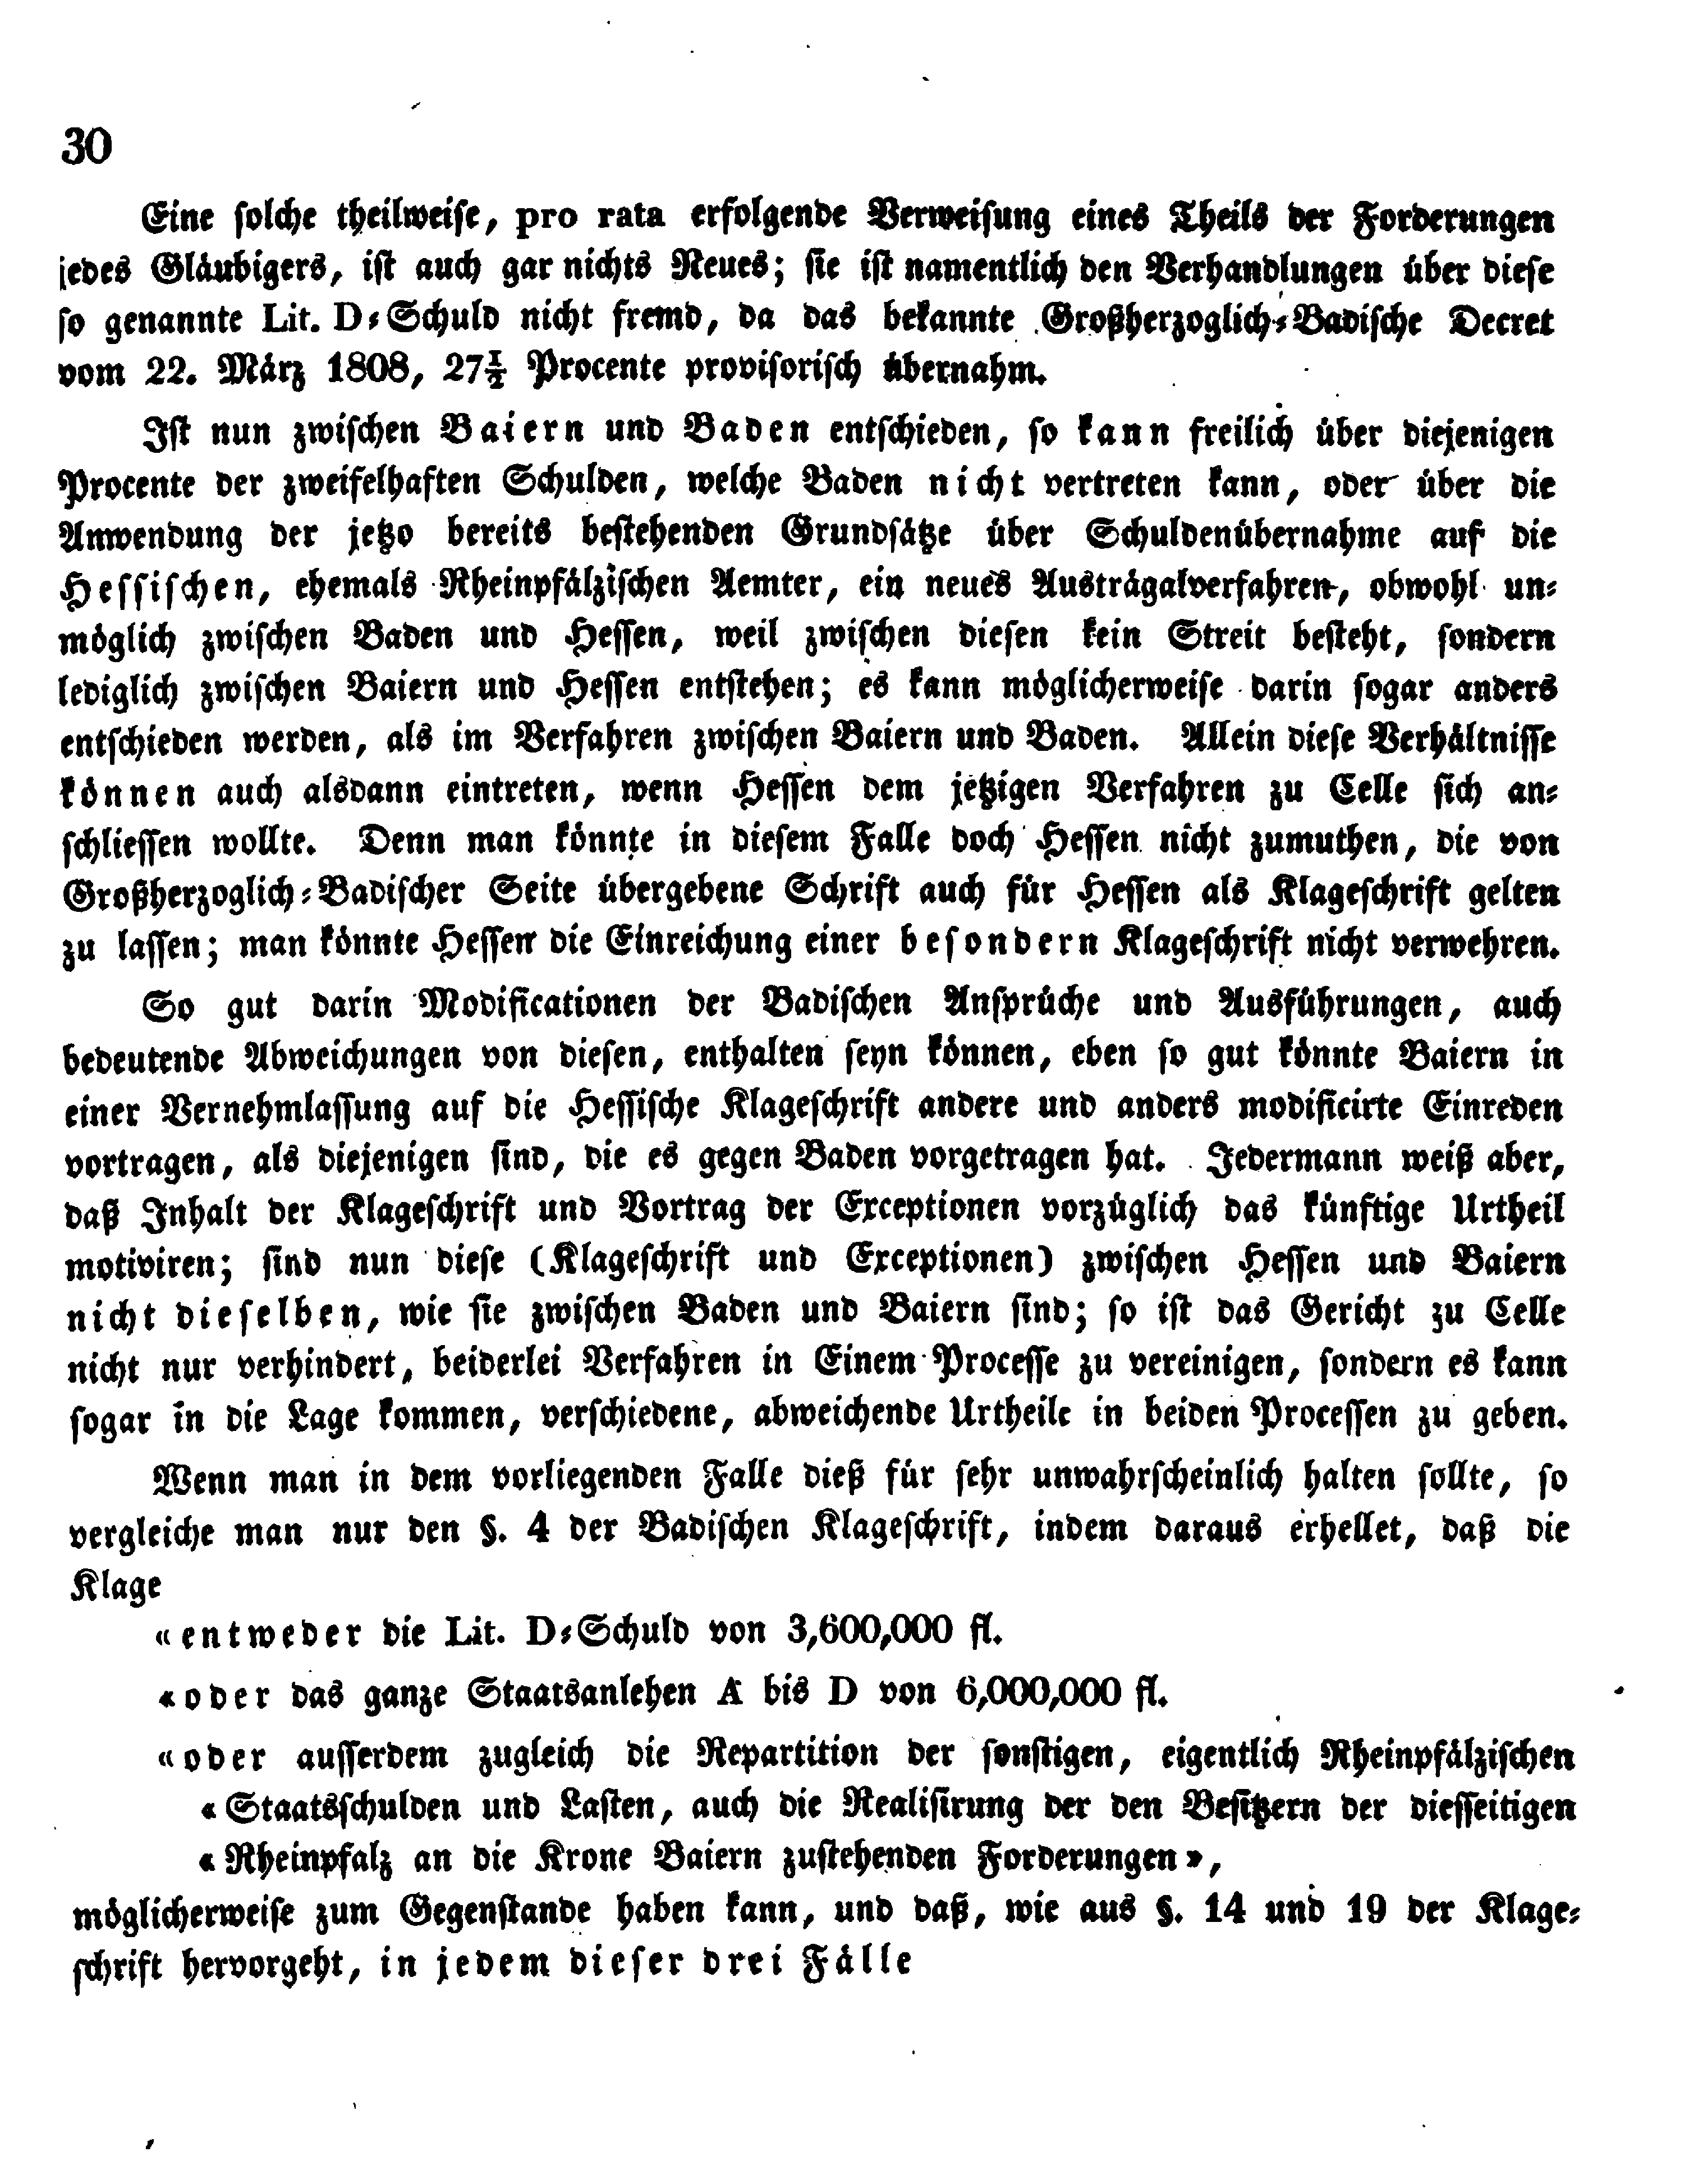 30
Eine solche theilweise, pro rata erfolgende Verweisung eines Theils der Forderungen
jedes Gläubigers, ist auch gar nichts Neues; sie ist namentlich den Verhandlungen über diese
so genannte Lit. D-Schuld nicht fremd, da das bekannte Großherzoglich-Badische Decret
vom 22. März 1808, 27½ Procente provisorisch übernahm.
Ist nun zwischen Baiern und Baden entschieden, so kann freilich über diejenigen
Procente der zweifelhaften Schulden, welche Baden nicht vertreten kann, oder über die
Anwendung der jetzo bereits bestehenden Grundsätze über Schuldenübernahme auf die
Hessischen, ehemals Rheinpfälzischen Aemter, ein neues Austrägalverfahren, obwohl un-
möglich zwischen Baden und Hessen, weil zwischen diesen kein Streit besteht, sondern
lediglich zwischen Baiern und Hessen entstehen; es kann möglicherweise darin sogar anders
entschieden werden, als im Verfahren zwischen Baiern und Baden. Allein diese Verhältnisse
können auch alsdann eintreten, wenn Hessen dem jetzigen Verfahren zu Celle sich an-
schliessen wollte. Denn man könnte in diesem Falle doch Hessen nicht zumuthen, die von
Großherzoglich-Badischer Seite übergebene Schrift auch für Hessen als Klageschrift gelten
zu lassen; man könnte Hessen die Einreichung einer besondern Klageschrift nicht verwehren.
So gut darin Modificationen der Badischen Ansprüche und Ausführungen, auch
bedeutende Abweichungen von diesen, enthalten seyn können, eben so gut könnte Baiern in
einer Vernehmlassung auf die Hessische Klageschrift andere und anders modificirte Einreden
vortragen, als diejenigen sind, die es gegen Baden vorgetragen hat. Jedermann weiß aber,
daß Inhalt der Klageschrift und Vortrag der Exceptionen vorzüglich das künftige Urtheil
motiviren; sind nun diese (Klageschrift und Exceptionen) zwischen Hessen und Baiern
nicht dieselben, wie sie zwischen Baden und Baiern sind; so ist das Gericht zu Celle
nicht nur verhindert, beiderlei Verfahren in Einem Processe zu vereinigen, sondern es kann
sogar in die Lage kommen, verschiedene, abweichende Urtheile in beiden Processen zu geben.
Wenn man in dem vorliegenden Falle dieß für sehr unwahrscheinlich halten sollte, so
vergleiche man nur den §. 4 der Badischen Klageschrift, indem daraus erhellet, daß die
Klage
«entweder die Lit. D-Schuld von 3,600,000 fl.
«oder das ganze Staatsanlehen A bis D von 6,000,000 fl.
«oder ausserdem zugleich die Repartition der sonstigen, eigentlich Rheinpfälzischen
«Staatsschulden und Lasten, auch die Realisirung der den Besitzern der diesseitigen
«Rheinpfalz an die Krone Baiern zustehenden Forderungen»,
möglicherweise zum Gegenstande haben kann, und daß, wie aus §. 14 und 19 der Klage-
schrift hervorgeht, in jedem dieser drei Fälle